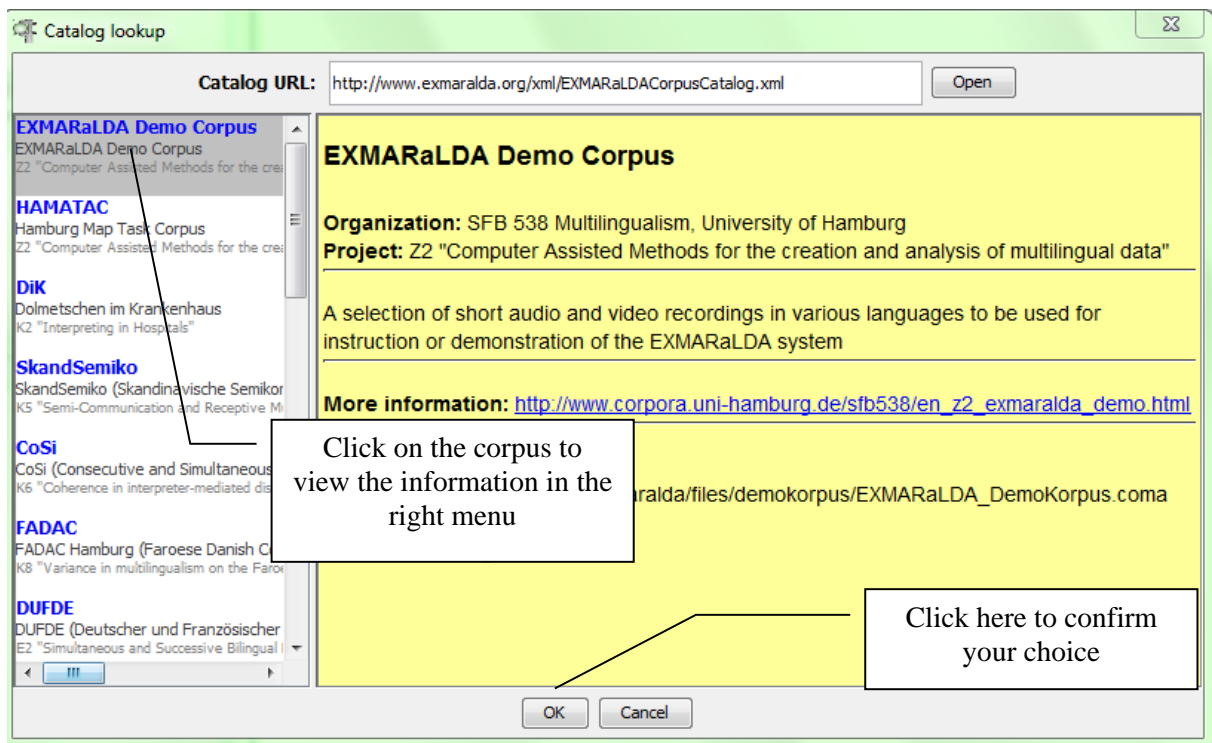 Catalog lookup
Catalog URL: http://www.exmaralda.org/xml/EXMARaLDACorpusCatalog.xml Open
EXMARaLDA Demo Corpus
EXMARaLDA Demo Corpus
Z2 "Computer Assisted Methods for the crea
HAMATAC
Hamburg Map Task Corpus
Z2 "Computer Assisted Methods for the crea
DiK
Dolmetschen im Krankenhaus
K2 "Interpreting in Hospitals"
SkandSemiko
SkandSemiko (Skandinavische Semikor
K5 "Semi-Communication and Receptive M
CoSi
CoSi (Consecutive and Simultaneous
K6 "Coherence in interpreter-mediated dis
FADAC
FADAC Hamburg (Faroese Danish C
K8 "Variance in multilingualism on the Faroe
DUFDE
DUFDE (Deutscher und Französischer
E2 "Simultaneous and Successive Bilingual
EXMARaLDA Demo Corpus
Organization: SFB 538 Multilingualism, University of Hamburg
Project: Z2 "Computer Assisted Methods for the creation and analysis of multilingual data"
A selection of short audio and video recordings in various languages to be used for
instruction or demonstration of the EXMARaLDA system
More information: http://www.corpora.uni-hamburg.de/sfb538/en_z2_exmaralda_demo.html
aralda/files/demokorpus/EXMARaLDA_DemoKorpus.coma
Click on the corpus to
view the information in the
right menu
Click here to confirm
your choice
OK Cancel